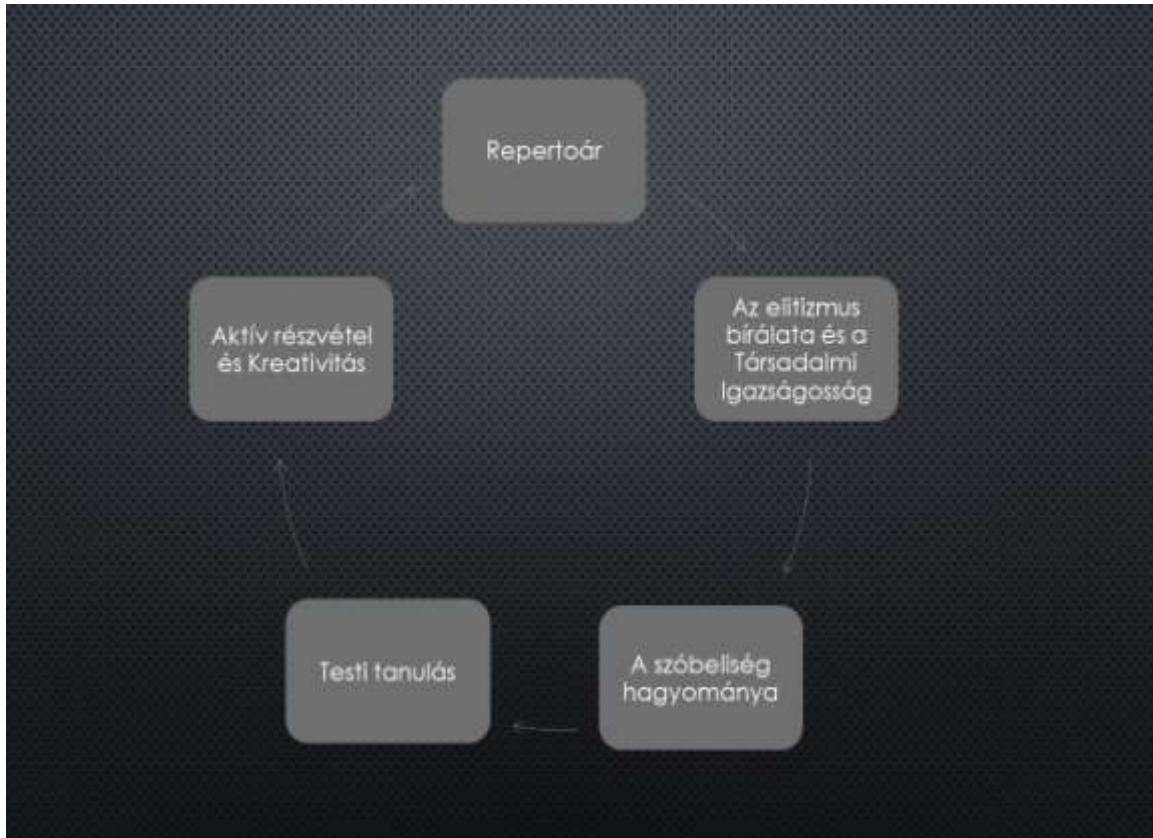 Repertoár
Az elitizmus
bírálata és a
Társadalmi
Igazságosság
A szóbeliség
hagyománya
Testi tanulás
Aktív részvétel
és Kreativitás